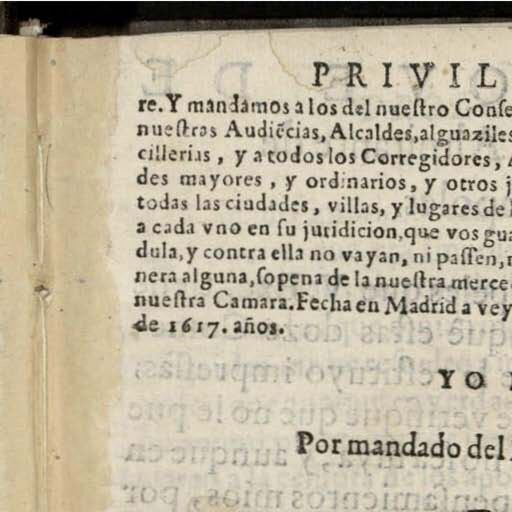 PRIVIL
re. Y mandamos a los del nueſtro Conſe
nueſtras Audiẽcias, Alcaldes, alguaziles
cillerias, y a todos los Corregidores, A
des mayores, y ordinarios, y otros j
todas las ciudades, villas, y lugares de
a cada vno en ſu juridicion, que vos gua
dula, y contra ella no vayan, ni paſſen,
nera alguna, ſopena de la nueſtra merce
nueſtra Camara. Fecha en Madrid a vey
de 1617. años.
YO
Por mandado del